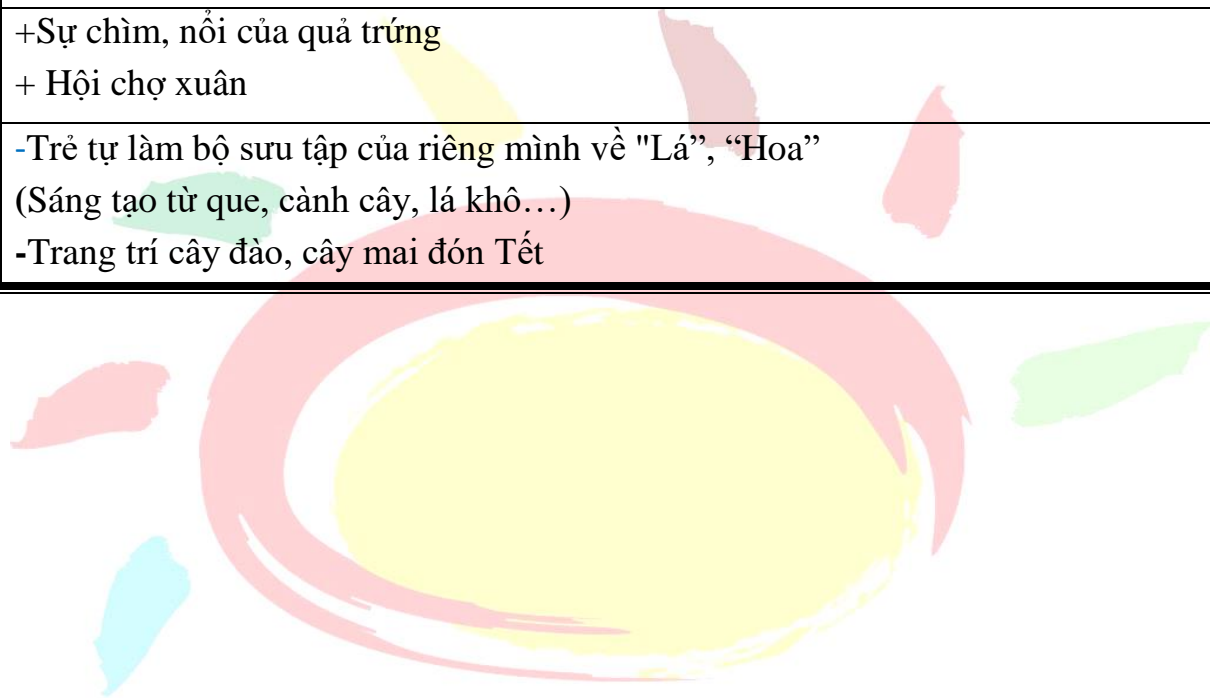 +Sự chìm, nổi của quả trứng
+ Hội chợ xuân
-Trẻ tự làm bộ sưu tập của riêng mình về "Lá”, “Hoa”
(Sáng tạo từ que, cành cây, lá khô…)
-Trang trí cây đào, cây mai đón Tết